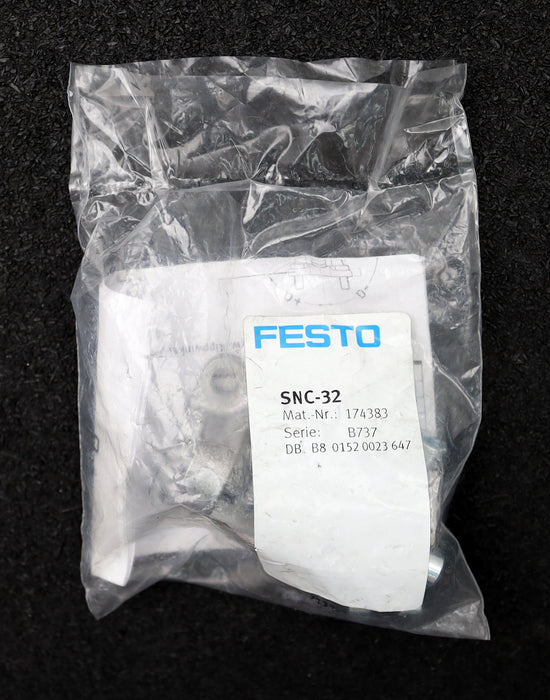 FESTO
SNC-32
Mat.-Nr.: 174383
Serie: B737
DB B8 0152 0023 647